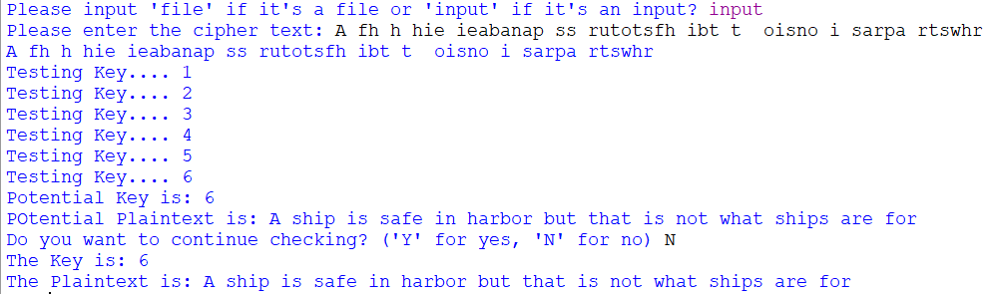 Please input 'file' if it's a file or 'input' if it's an input? input
Please enter the cipher text: A fh h hie ieabanap ss rutotsfh ibt t  oisno i sarpa rtswhr
A fh h hie ieabanap ss rutotsfh ibt t  oisno i sarpa rtswhr
Testing Key.... 1
Testing Key.... 2
Testing Key.... 3
Testing Key.... 4
Testing Key.... 5
Testing Key.... 6
Potential Key is: 6
POtential Plaintext is: A ship is safe in harbor but that is not what ships are for
Do you want to continue checking? ('Y' for yes, 'N' for no) N
The Key is: 6
The Plaintext is: A ship is safe in harbor but that is not what ships are for